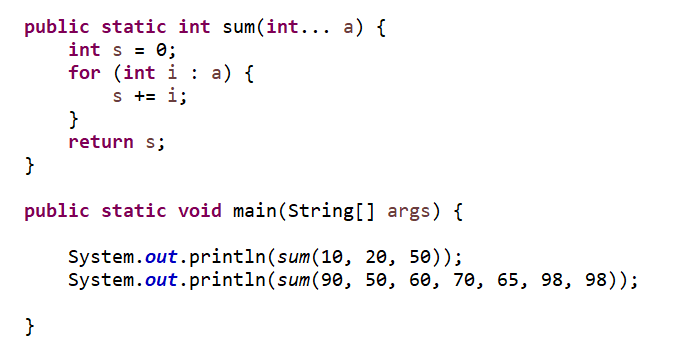 public static int sum(int... a) {
    int s = 0;
    for (int i : a) {
        s += i;
    }
    return s;
}
public static void main(String[] args) {
    System.out.println(sum(10, 20, 50));
    System.out.println(sum(90, 50, 60, 70, 65, 98, 98));
}